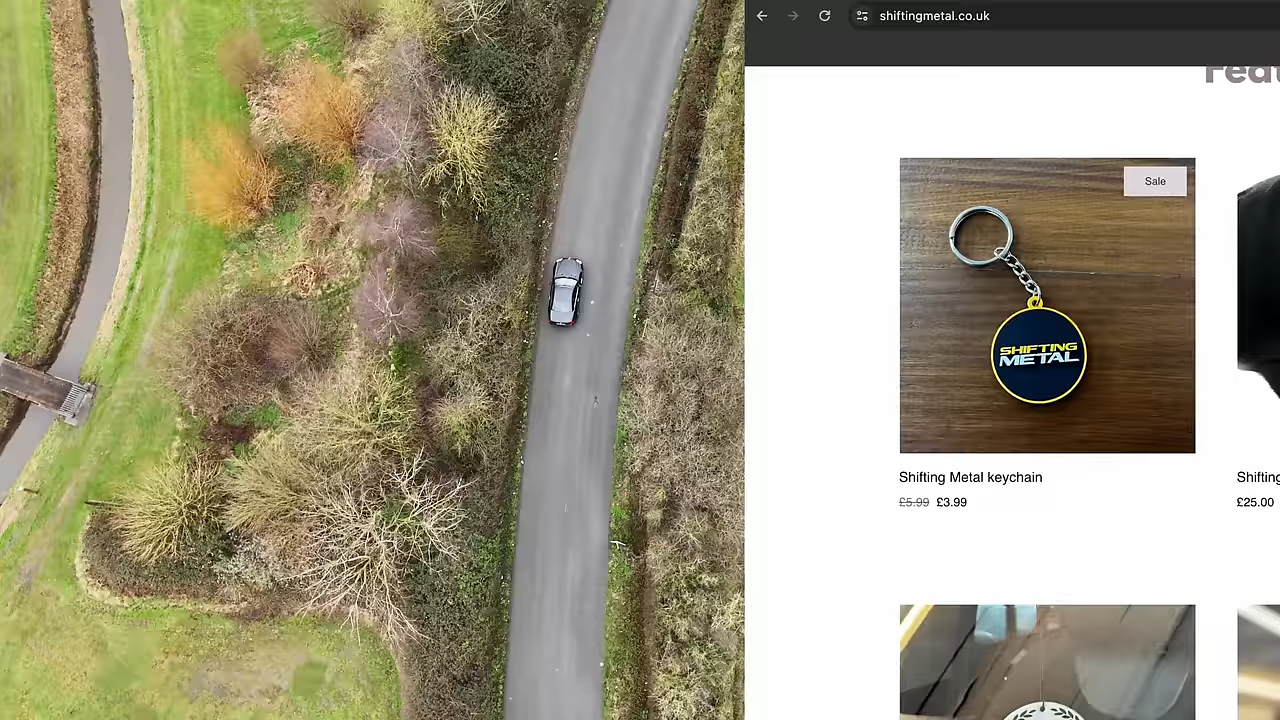 shiftingmetal.co.uk
Sale
SHIFTING
METAL
Shifting Metal keychain
£5.99 £3.99
£25.00